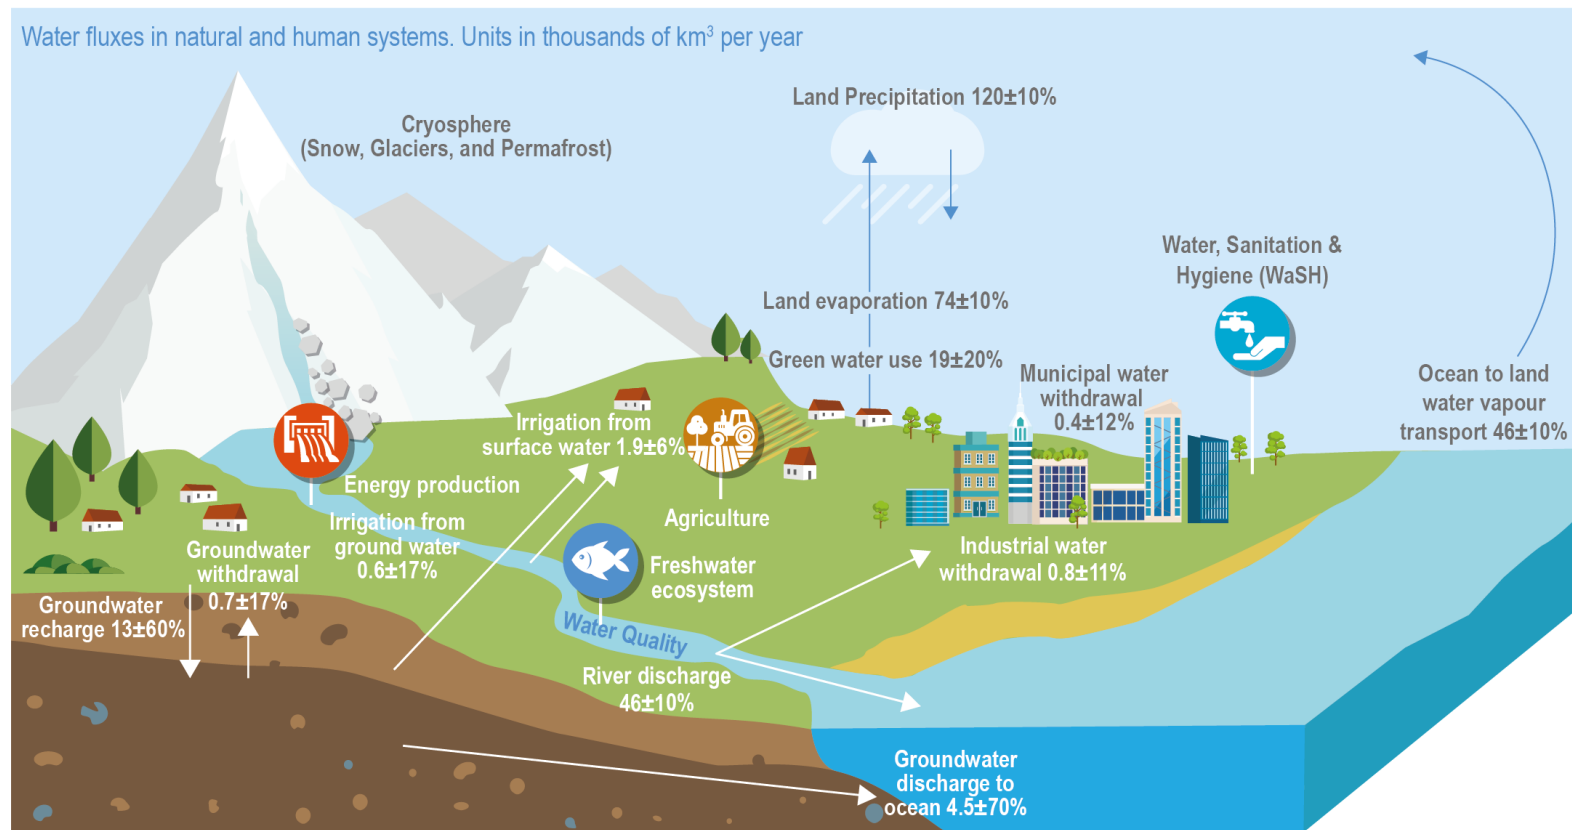 Water fluxes in natural and human systems. Units in thousands of km³ per year
Land Precipitation 120±10%
Cryosphere
(Snow, Glaciers, and Permafrost)
Water, Sanitation &
Hygiene (WaSH)
Land evaporation 74±10%
Green water use 19±20%
Municipal water
withdrawal
0.4±12%
Ocean to land
water vapour
transport 46±10%
Irrigation from
surface water 1.9±6%
Energy production
Agriculture
Irrigation from
ground water
0.6±17%
Groundwater
withdrawal
0.7±17%
Groundwater
recharge 13±60%
Freshwater
ecosystem
Industrial water
withdrawal 0.8±11%
Water Quality
River discharge
46±10%
Groundwater
discharge to
ocean 4.5±70%